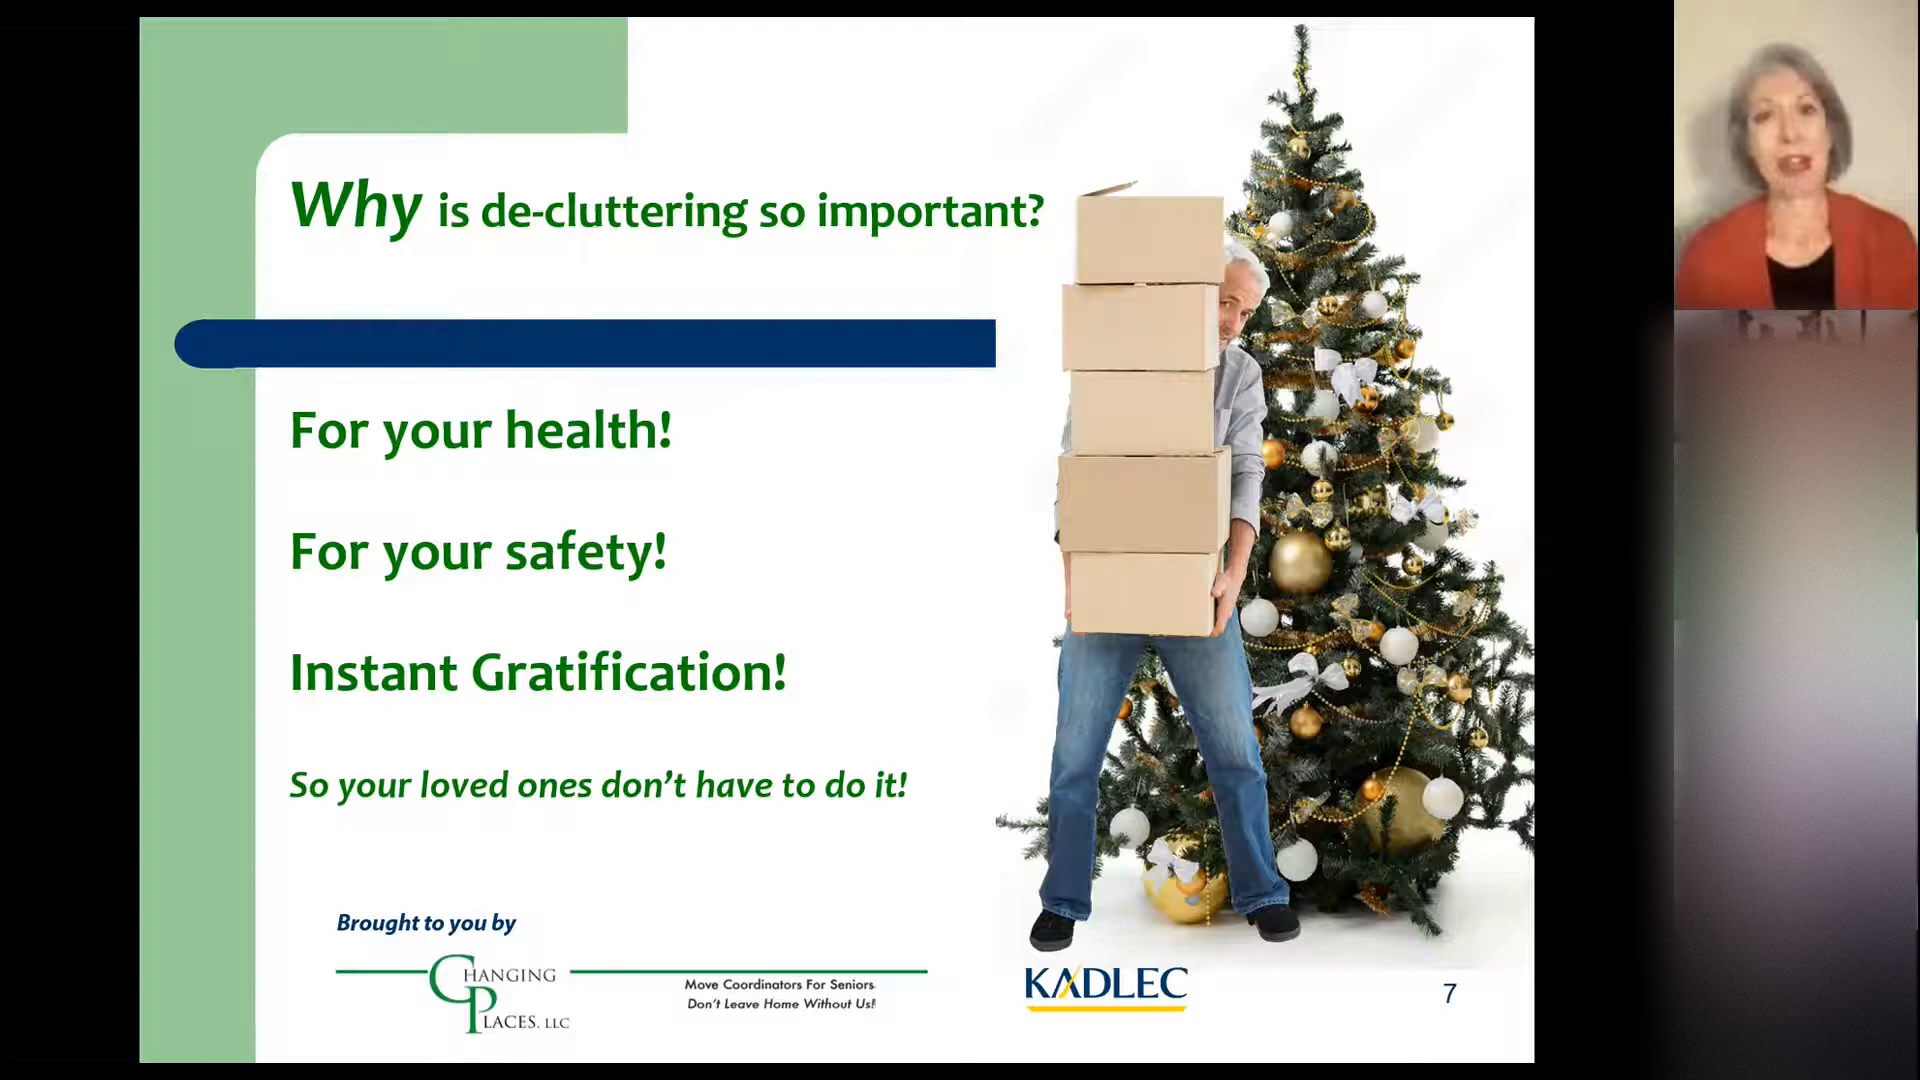 Why is de-cluttering so important?
For your health!
For your safety!
Instant Gratification!
So your loved ones don’t have to do it!
Brought to you by
CHANGING
PLACES, LLC
Move Coordinators For Seniors
Don’t Leave Home Without Us!
KADLEC
7